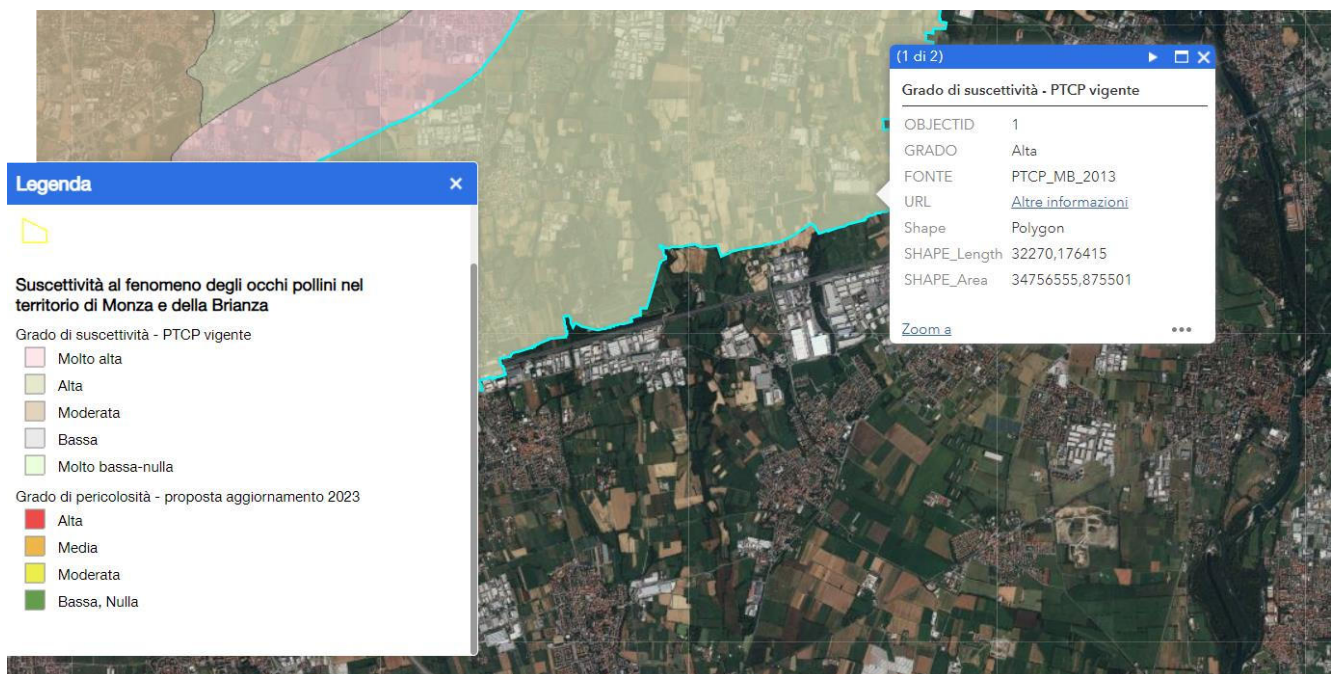 (1 di 2)
Grado di suscettività - PTCP vigente
OBJECTID 1
GRADO Alta
FONTE PTCP_MB_2013
URL Altre informazioni
Shape Polygon
SHAPE_Length 32270,176415
SHAPE_Area 34756555,875501
Zoom a
Legenda
Suscettività al fenomeno degli occhi pollini nel
territorio di Monza e della Brianza
Grado di suscettività - PTCP vigente
Molto alta
Alta
Moderata
Bassa
Molto bassa-nulla
Grado di pericolosità - proposta aggiornamento 2023
Alta
Media
Moderata
Bassa, Nulla